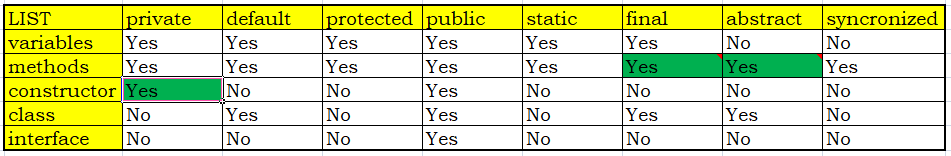 LIST private default protected public static final abstract syncronized
variables Yes Yes Yes Yes Yes Yes No No
methods Yes Yes Yes Yes Yes Yes Yes Yes
constructor Yes No No Yes No No No No
class No Yes No Yes No Yes Yes No
interface No No No Yes No No No No